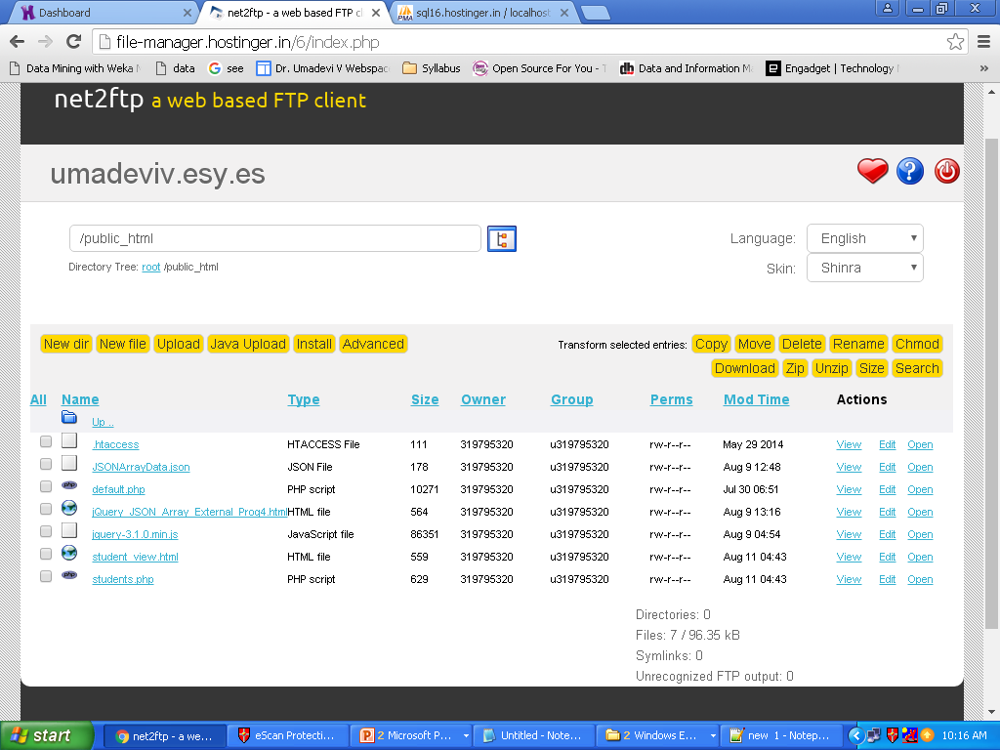 Dashboard
net2ftp - a web based FTP cl
sql16.hostinger.in / localhost
file-manager.hostinger.in/6/index.php
Data Mining with Weka
data
see
Dr. Umadevi V Webspac
Syllabus
Open Source For You -
Data and Information
Engadget | Technology
»
net2ftp a web based FTP client
umadeviv.esy.es
/public_html
Directory Tree: root /public_html
Language: English
Skin: Shinra
New dir New file Upload Java Upload Install Advanced
Transform selected entries: Copy Move Delete Rename Chmod
Download Zip Unzip Size Search
All Name Type Size Owner Group Perms Mod Time Actions
Up ..
.htaccess HTACCESS File 111 319795320 u319795320 rw-r--r-- May 29 2014 View Edit Open
JSONArrayData.json JSON File 178 319795320 u319795320 rw-r--r-- Aug 9 12:48 View Edit Open
php default.php PHP script 10271 319795320 u319795320 rw-r--r-- Jul 30 06:51 View Edit Open
jQuery_JSON_Array_External_Prog4.html HTML file 564 319795320 u319795320 rw-r--r-- Aug 9 13:16 View Edit Open
jquery-3.1.0.min.js JavaScript file 86351 319795320 u319795320 rw-r--r-- Aug 9 04:54 View Edit Open
student_view.html HTML file 559 319795320 u319795320 rw-r--r-- Aug 11 04:43 View Edit Open
php students.php PHP script 629 319795320 u319795320 rw-r--r-- Aug 11 04:43 View Edit Open
Directories: 0
Files: 7 / 96.35 kB
Symlinks: 0
Unrecognized FTP output: 0
start
net2ftp - a we...
eScan Protecti...
2 Microsoft P...
Untitled - Note...
2 Windows E...
new 1 - Notep...
10:16 AM